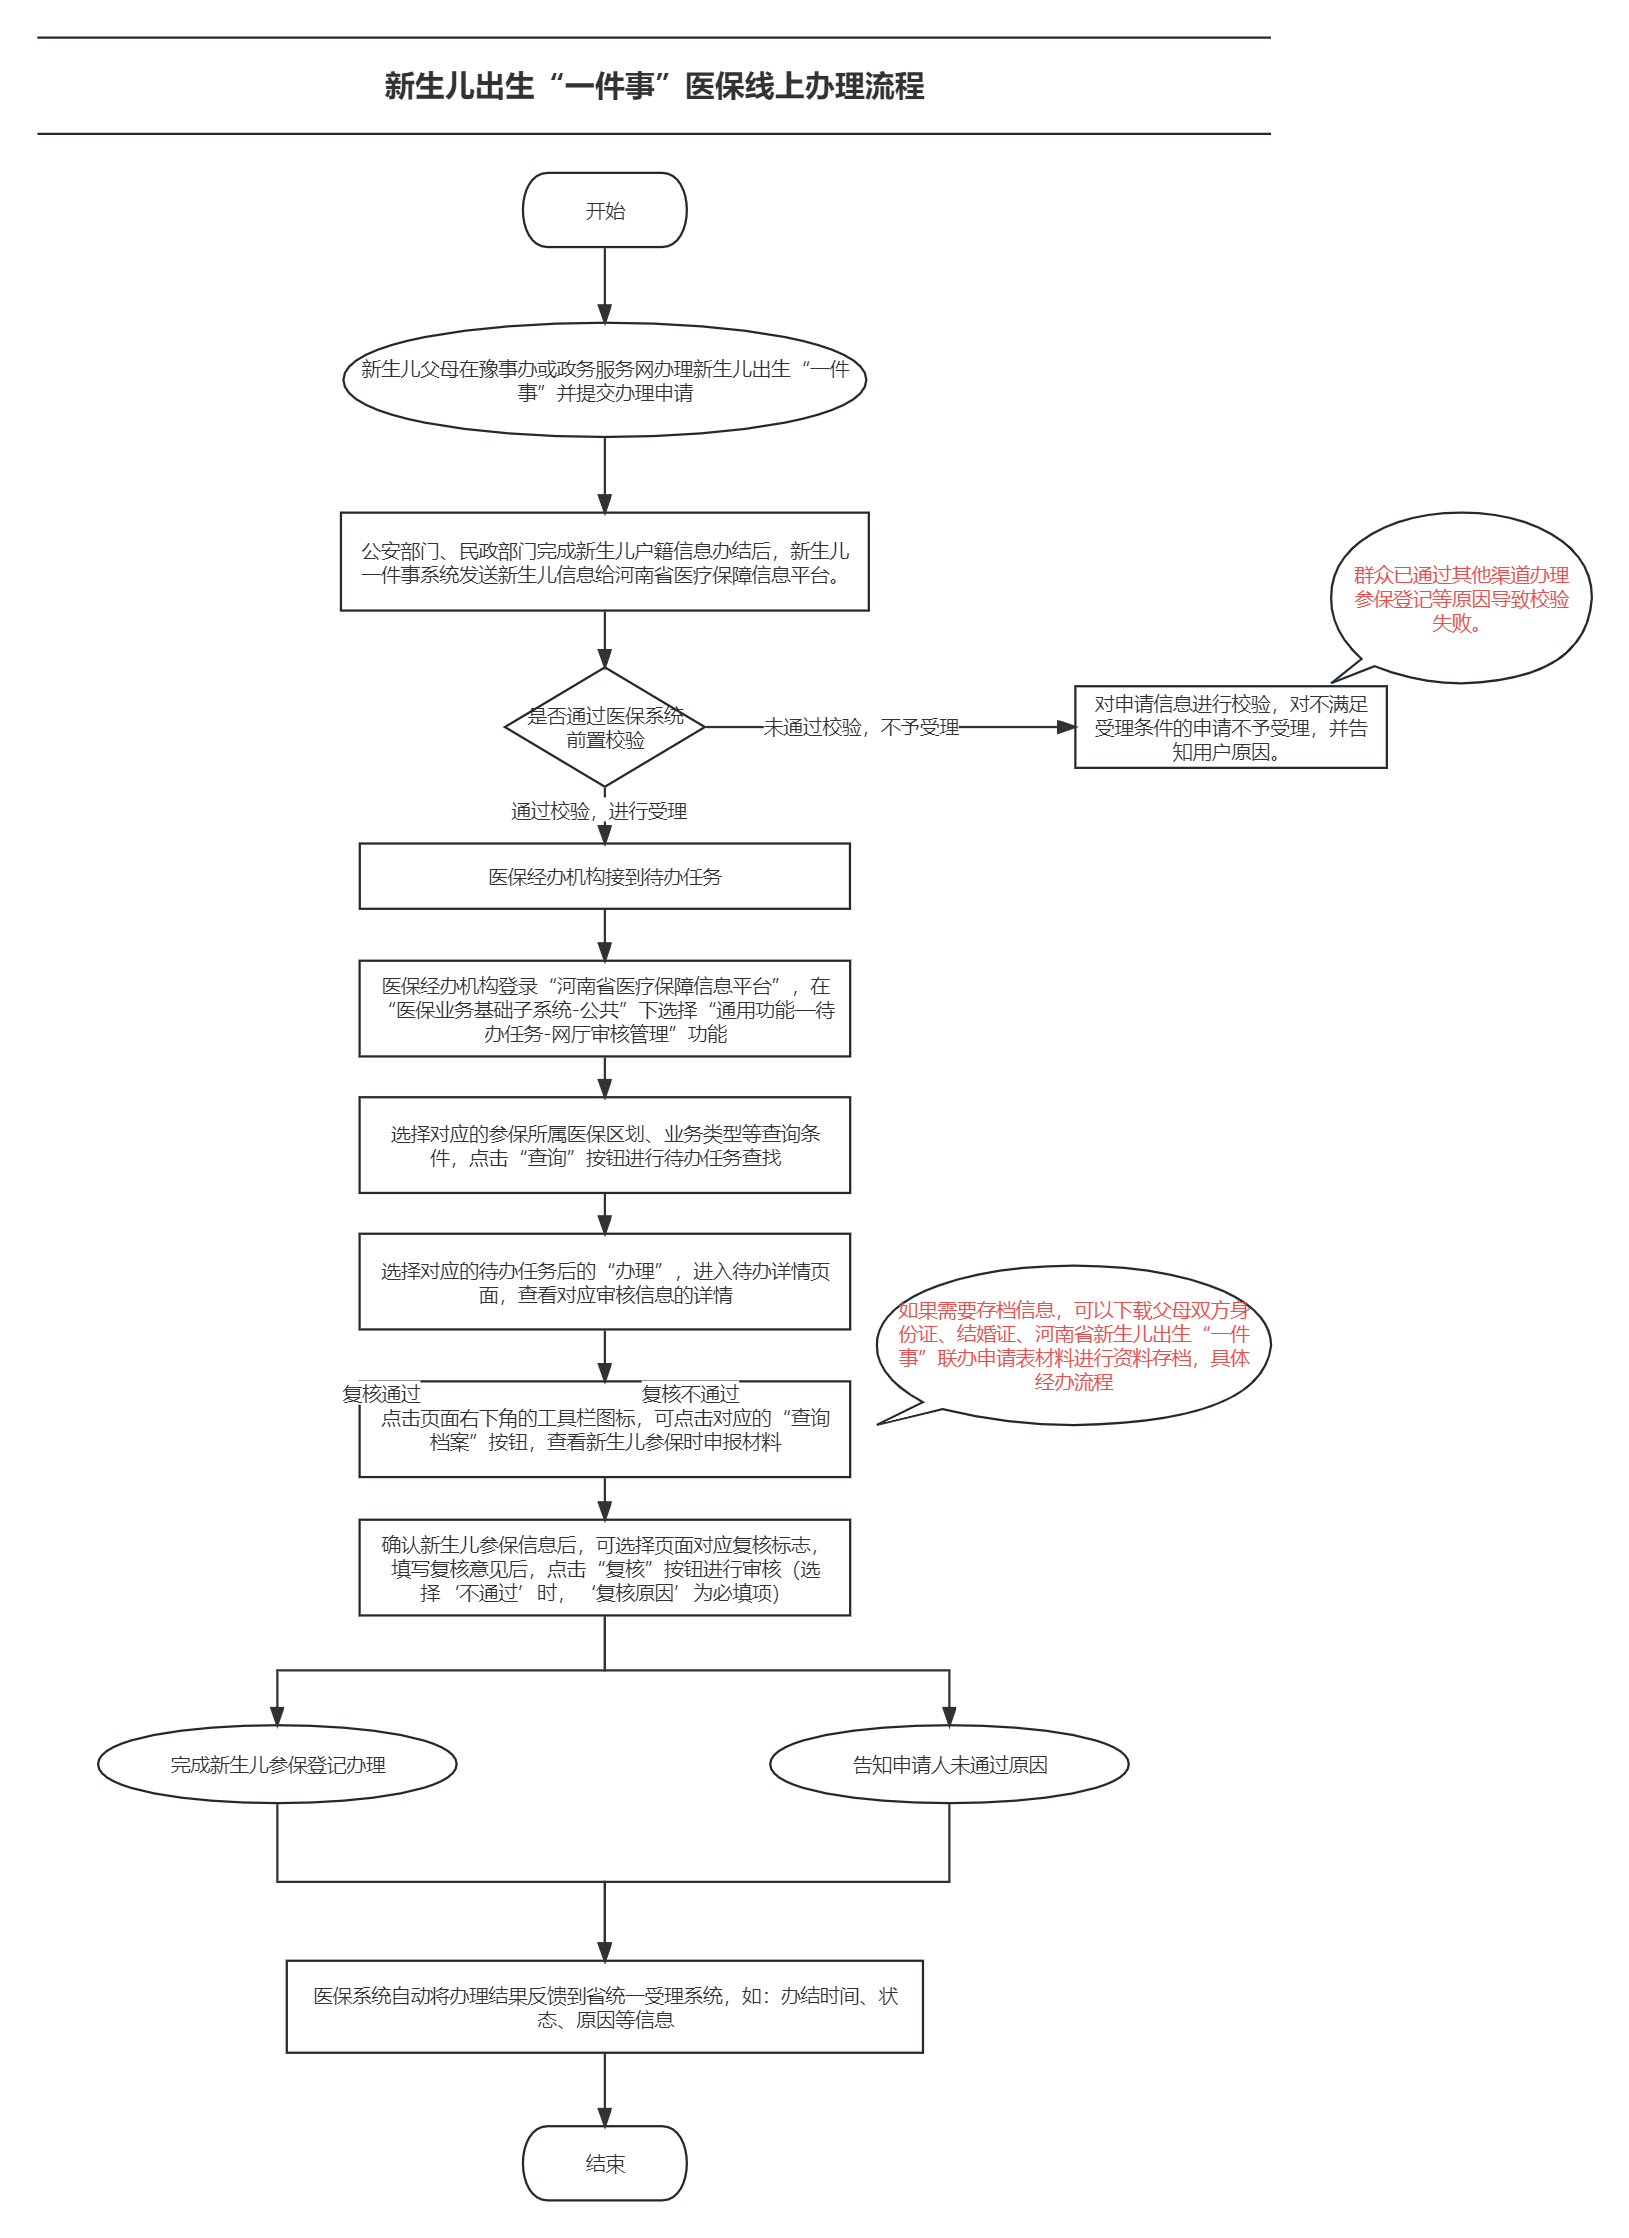 新生儿出生“一件事”医保线上办理流程
开始
新生儿父母在豫事办或政务服务网办理新生儿出生“一件
事”并提交办理申请
公安部门、民政部门完成新生儿户籍信息办结后，新生儿
一件事系统发送新生儿信息给河南省医疗保障信息平台。
群众已通过其他渠道办理
参保登记等原因导致校验
失败。
是否通过医保系统
前置校验
未通过校验，不予受理
对申请信息进行校验，对不满足
受理条件的申请不予受理，并告
知用户原因。
通过校验，进行受理
医保经办机构接到待办任务
医保经办机构登录“河南省医疗保障信息平台”，在
“医保业务基础子系统-公共”下选择“通用功能—待
办任务-网厅审核管理”功能
选择对应的参保所属医保区划、业务类型等查询条
件，点击“查询”按钮进行待办任务查找
选择对应的待办任务后的“办理”，进入待办详情页
面，查看对应审核信息的详情
如果需要存档信息，可以下载父母双方身
份证、结婚证、河南省新生儿出生“一件
事”联办申请表材料进行资料存档，具体
经办流程
复核通过
复核不通过
点击页面右下角的工具栏图标，可点击对应的“查询
档案”按钮，查看新生儿参保时申报材料
确认新生儿参保信息后，可选择页面对应复核标志，
填写复核意见后，点击“复核”按钮进行审核（选
择‘不通过’时，‘复核原因’为必填项）
完成新生儿参保登记办理
告知申请人未通过原因
医保系统自动将办理结果反馈到省统一受理系统，如：办结时间、状
态、原因等信息
结束